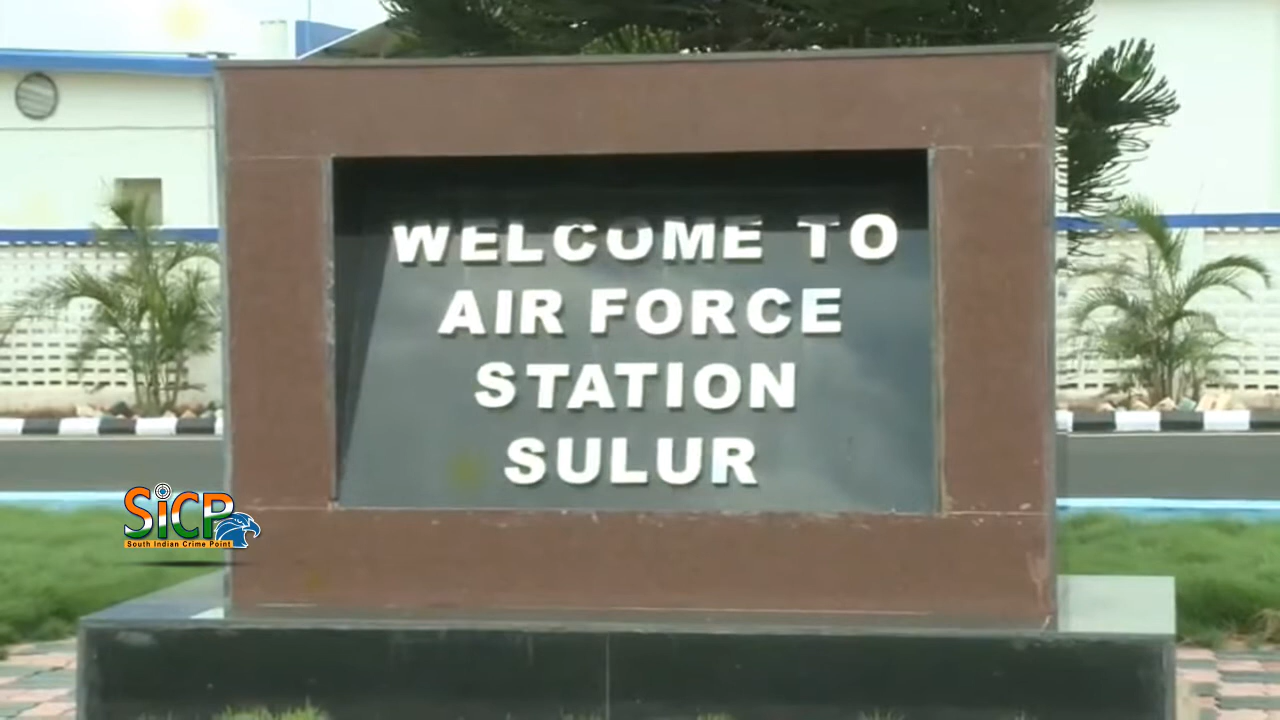 WELCOME TO
AIR FORCE
STATION
SULUR
SiCP
South Indian Crime Point